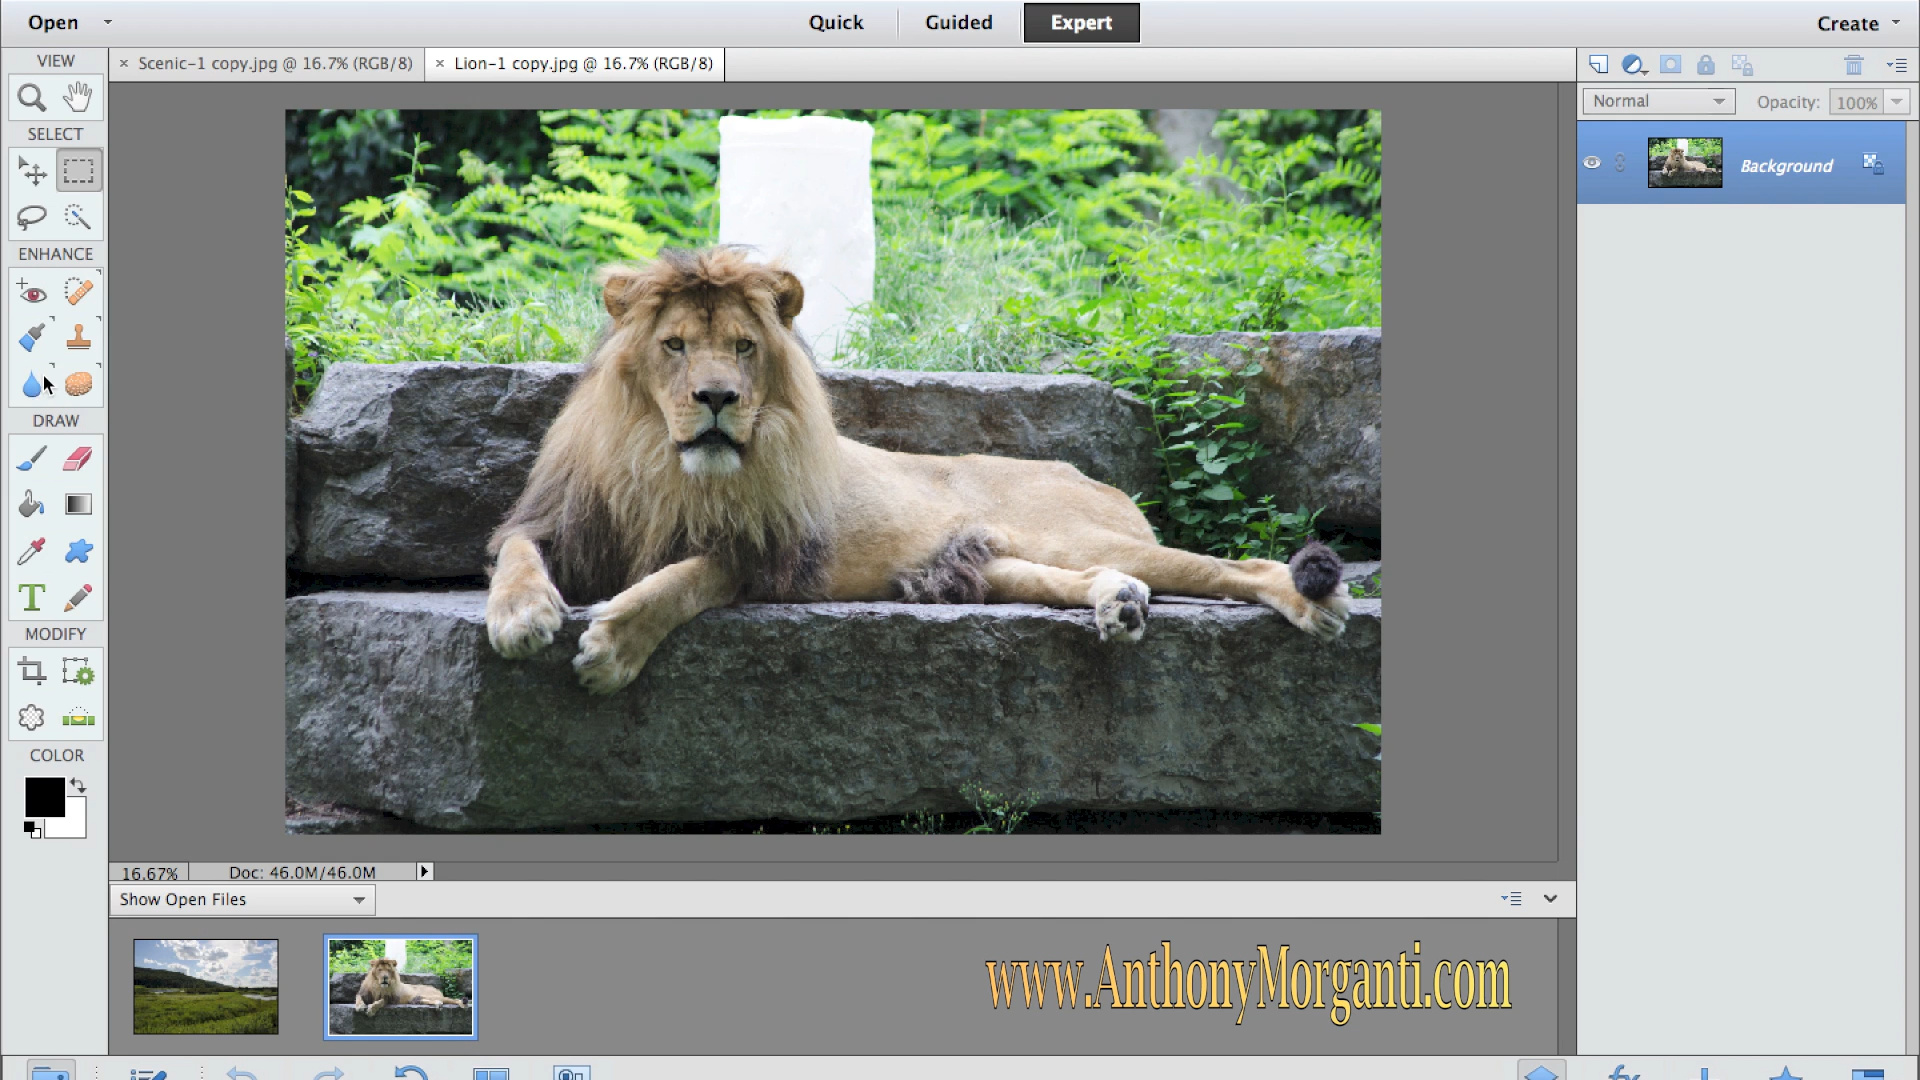 Open
Quick
Guided
Expert
Create
VIEW
× Scenic-1 copy.jpg @ 16.7% (RGB/8)
× Lion-1 copy.jpg @ 16.7% (RGB/8)
Normal
Opacity: 100%
SELECT
Background
ENHANCE
DRAW
T
MODIFY
COLOR
16.67%
Doc: 46.0M/46.0M
Show Open Files
www.AnthonyMorganti.com
fx